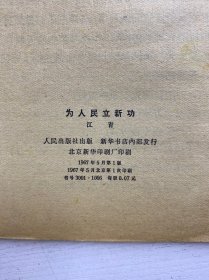 为人民立新功
江青
人民出版社出版 新华书店内部发行
北京新华印刷厂印刷
1967年5月第1版
1967年5月北京第1次印刷
书号3001·1006 每册0.07元